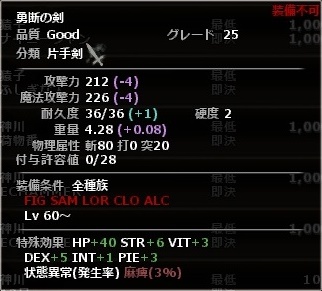 勇断の剣 装備不可
品質 Good グレード 25
分類 片手剣
攻撃力 212 (-4)
魔法攻撃力 226 (-4)
耐久度 36/36 (+1) 硬度 2
重量 4.28 (+0.08)
物理属性 斬80 打0 突20
付与許容値 0/28
装備条件 全種族
FIG SAM LOR CLO ALC
Lv 60~
特殊効果 HP+40 STR+6 VIT+3
DEX+5 INT+1 PIE+3
状態異常(発生率) 麻痺(3%)